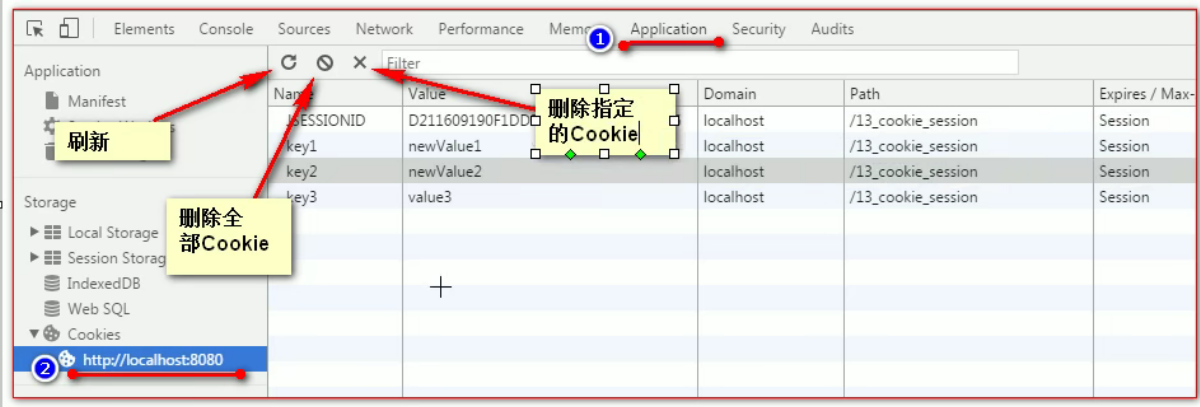 Elements Console Sources Network Performance Application Security Audits
1
Application
Filter
Manifest
刷新
Name Value Domain Path Expires / Max-
删除指定
的Cookie
JSESSIONID localhost /13_cookie_session Session
key1 newValue1 localhost /13_cookie_session Session
key2 newValue2 localhost /13_cookie_session Session
key3 value3 localhost /13_cookie_session Session
Storage
删除全
部Cookie
Local Storage
Session Storag
IndexedDB
Web SQL
Cookies
2
http://localhost:8080